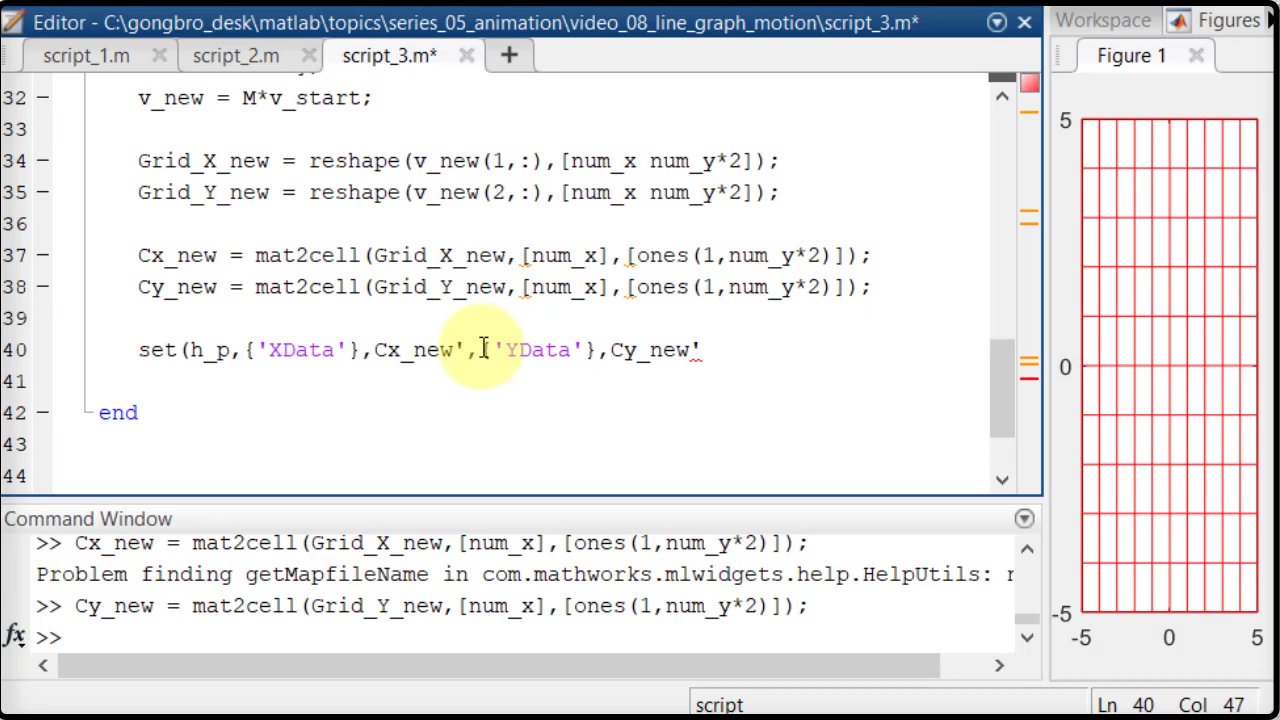 Editor - C:\gongbro_desk\matlab\topics\series_05_animation\video_08_line_graph_motion\script_3.m*
Workspace
Figures
script_1.m
script_2.m
script_3.m*
Figure 1
32 v_new = M*v_start;
33
34 Grid_X_new = reshape(v_new(1,:),[num_x num_y*2]);
35 Grid_Y_new = reshape(v_new(2,:),[num_x num_y*2]);
36
37 Cx_new = mat2cell(Grid_X_new,[num_x],[ones(1,num_y*2)]);
38 Cy_new = mat2cell(Grid_Y_new,[num_x],[ones(1,num_y*2)]);
39
40 set(h_p,{'XData'},Cx_new',{'YData'},Cy_new'
41
42 end
43
44
5
0
-5
-5 0 5
Command Window
>> Cx_new = mat2cell(Grid_X_new,[num_x],[ones(1,num_y*2)]);
Problem finding getMapfileName in com.mathworks.mlwidgets.help.HelpUtils:
>> Cy_new = mat2cell(Grid_Y_new,[num_x],[ones(1,num_y*2)]);
fx >>
script
Ln 40 Col 47